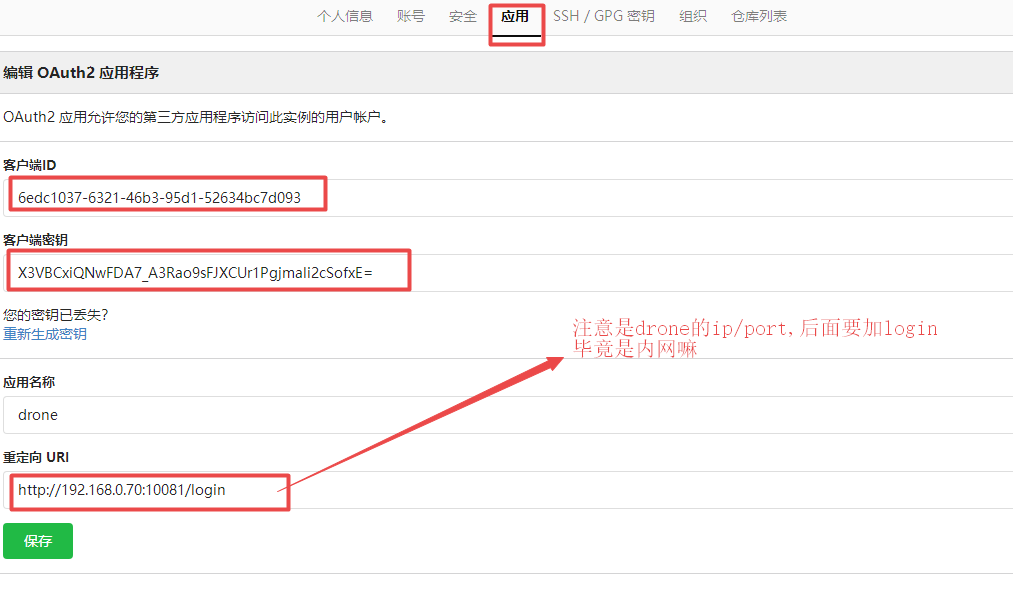 个人信息 账号 安全 应用 SSH / GPG 密钥 组织 仓库列表
编辑 OAuth2 应用程序
OAuth2 应用允许您的第三方应用程序访问此实例的用户帐户。
客户端ID
6edc1037-6321-46b3-95d1-52634bc7d093
客户端密钥
X3VBCxiQNwFDA7_A3Rao9sFJXCUr1Pgjmali2cSofxE=
您的密钥已丢失?
重新生成密钥
注意是drone的ip/port,后面要加login
毕竟是内网嘛
应用名称
drone
重定向 URI
http://192.168.0.70:10081/login
保存